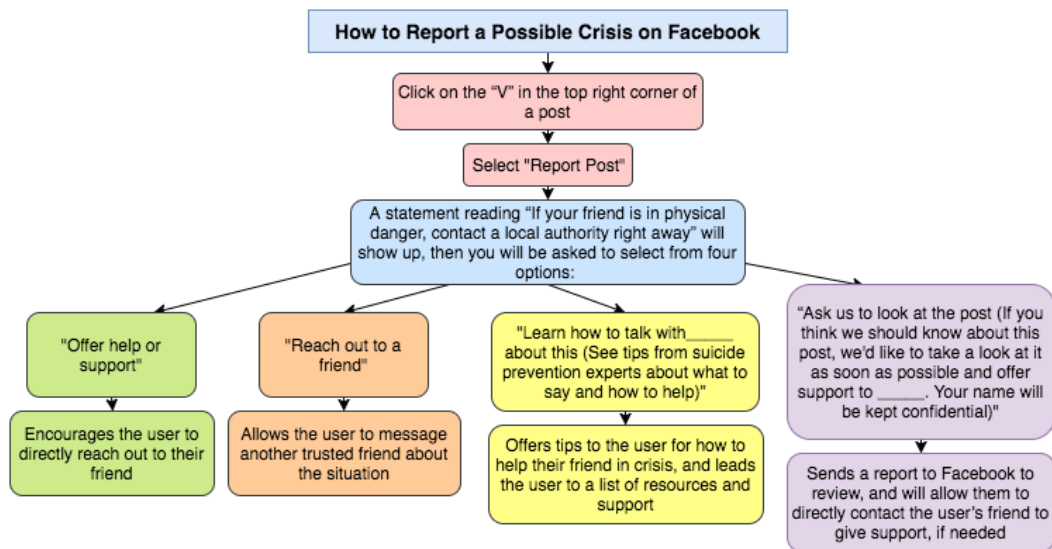 How to Report a Possible Crisis on Facebook
Click on the “V” in the top right corner of
a post
Select "Report Post"
A statement reading “If your friend is in physical
danger, contact a local authority right away” will
show up, then you will be asked to select from four
options:
"Offer help or
support"
"Reach out to a
friend"
"Learn how to talk with_____
about this (See tips from suicide
prevention experts about what to
say and how to help)"
“Ask us to look at the post (If you
think we should know about this
post, we'd like to take a look at it
as soon as possible and offer
support to _____. Your name will
be kept confidential)"
Encourages the user to
directly reach out to their
friend
Allows the user to message
another trusted friend about
the situation
Offers tips to the user for how to
help their friend in crisis, and leads
the user to a list of resources and
support
Sends a report to Facebook to
review, and will allow them to
directly contact the user’s friend to
give support, if needed